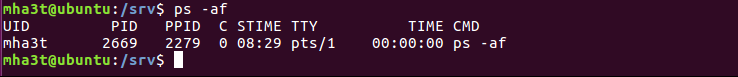 mha3t@ubuntu:/srv$ ps -af
UID        PID  PPID  C STIME TTY          TIME CMD
mha3t     2669  2279  0 08:29 pts/1    00:00:00 ps -af
mha3t@ubuntu:/srv$